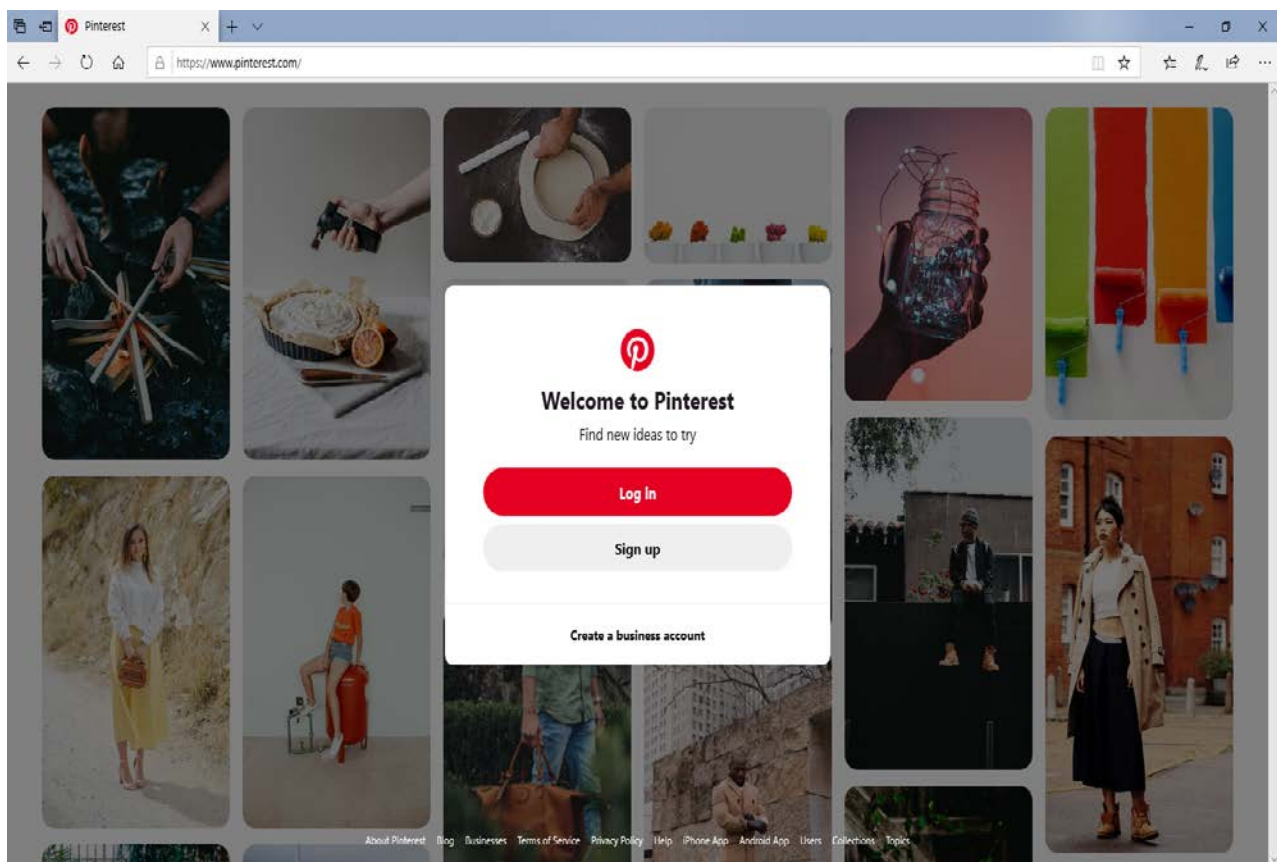 Pinterest
https://www.pinterest.com/
Welcome to Pinterest
Find new ideas to try
Log in
Sign up
Create a business account
About Pinterest Blog Businesses Terms of Service Privacy Policy Help iPhone App Android App Users Collections Topics